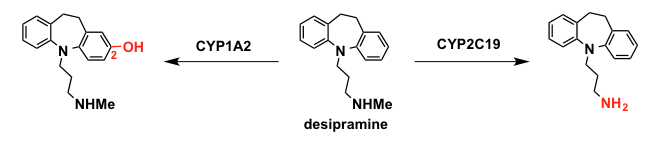 OH
2
CYP1A2
CYP2C19
N
N
N
NHMe
NHMe
NH2
desipramine